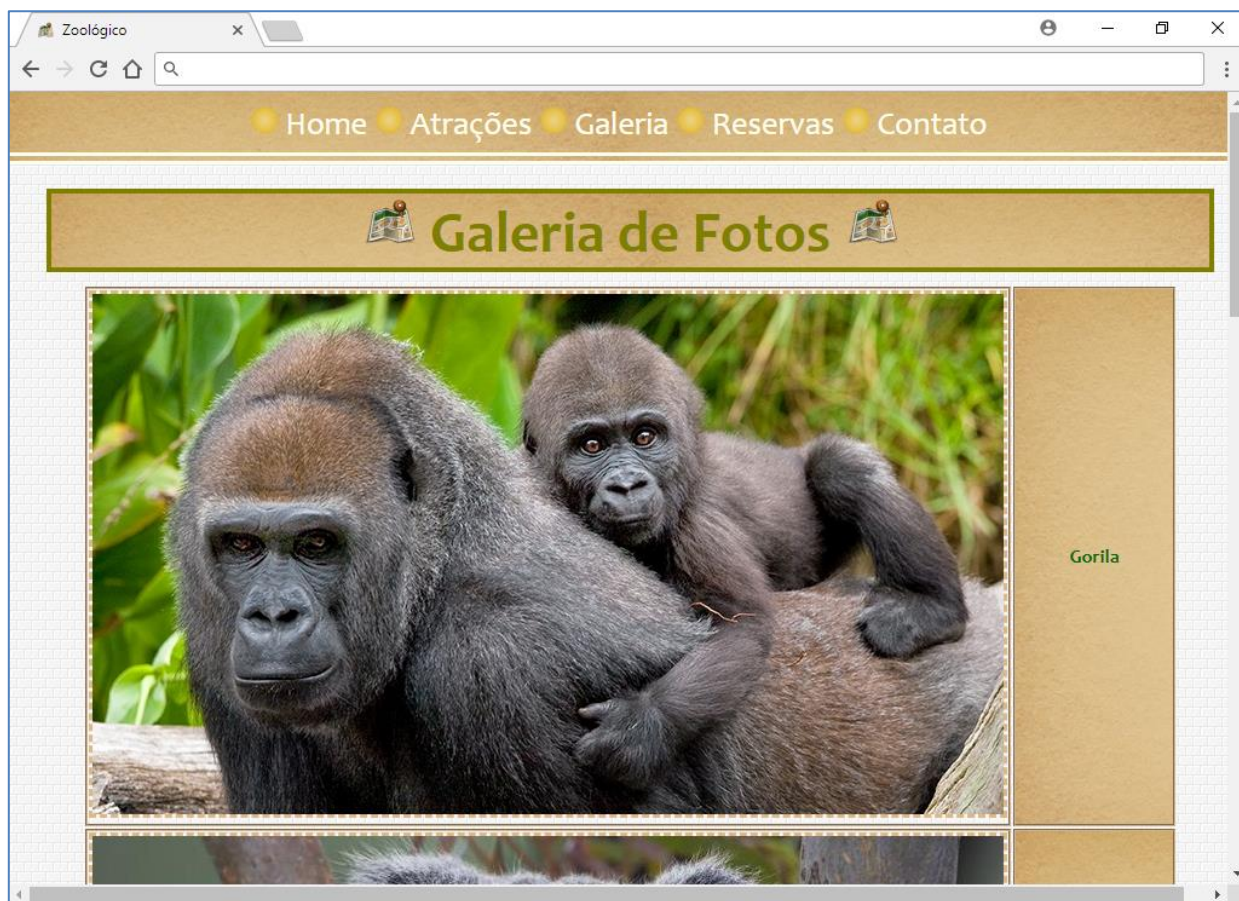 Zoológico
Home Atrações Galeria Reservas Contato
Galeria de Fotos
Gorila